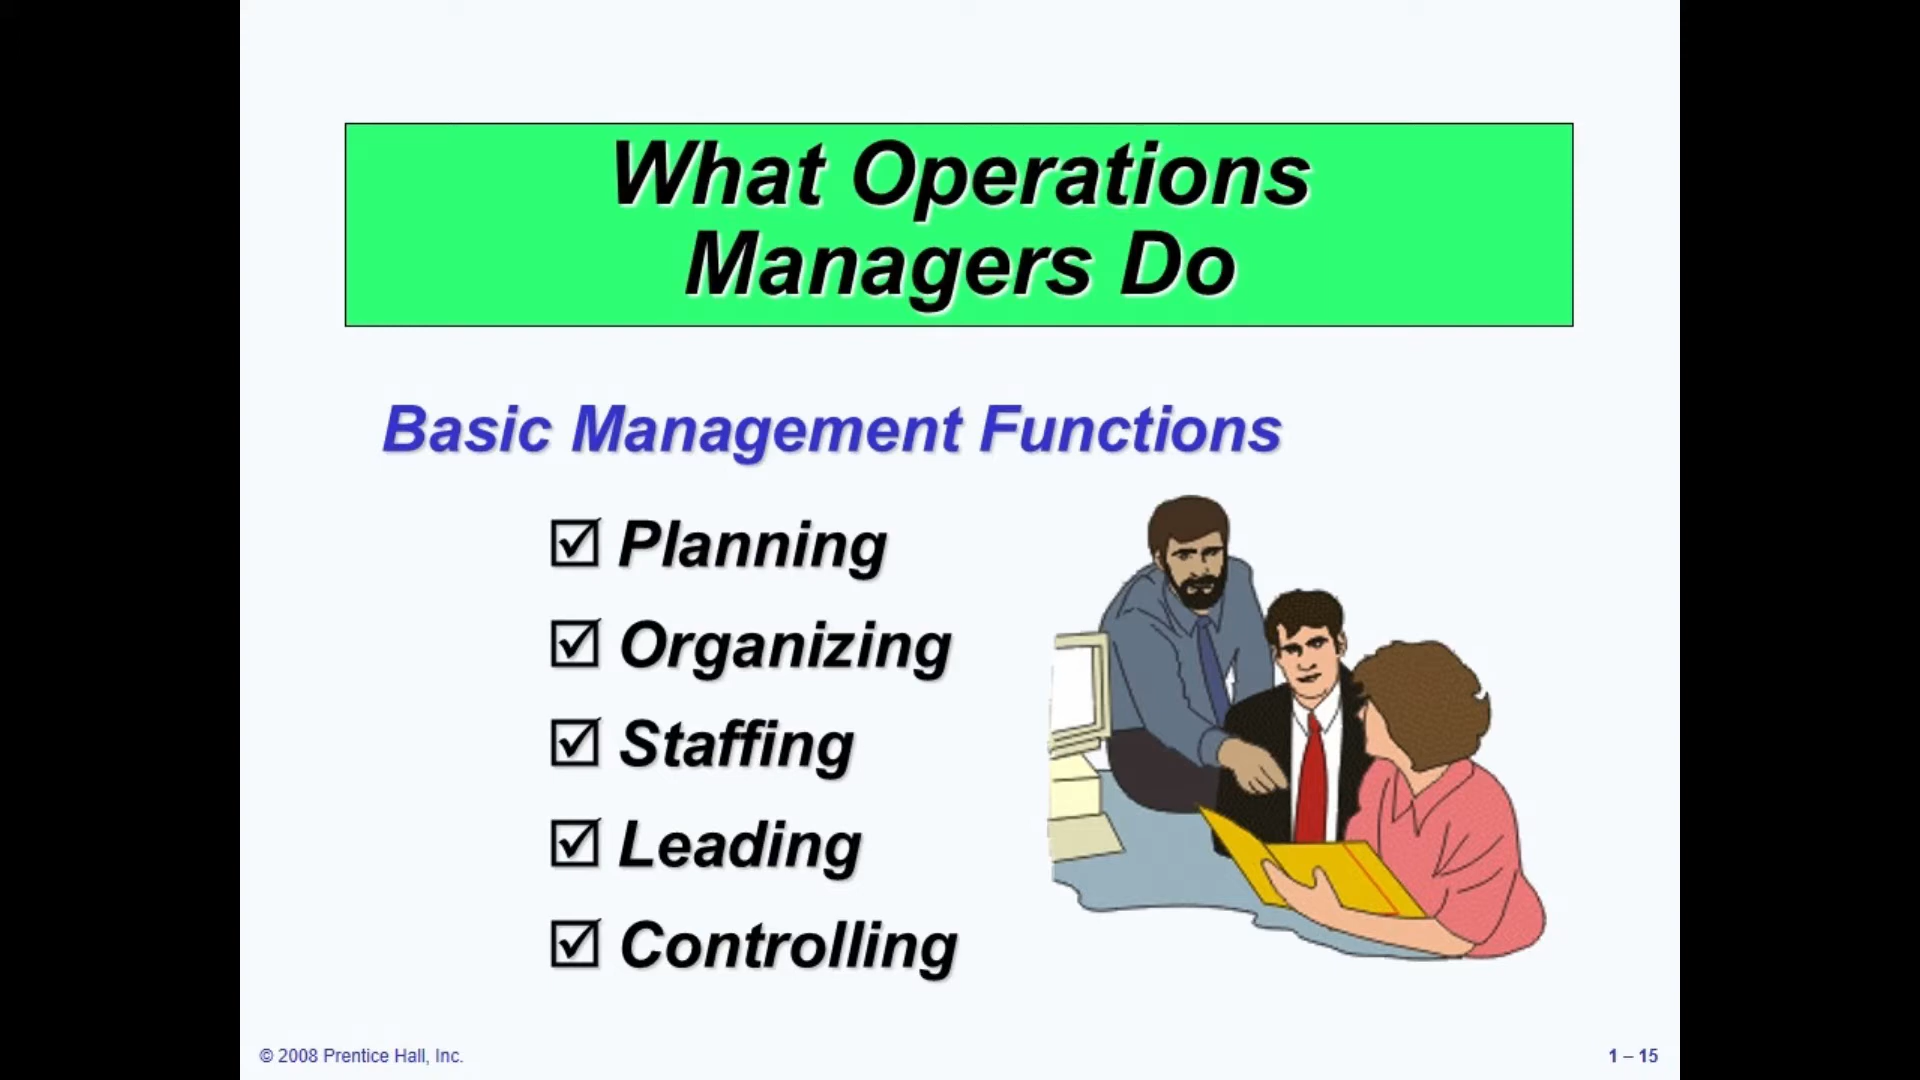 What Operations
Managers Do
Basic Management Functions
Planning
Organizing
Staffing
Leading
Controlling
© 2008 Prentice Hall, Inc.
1 – 15